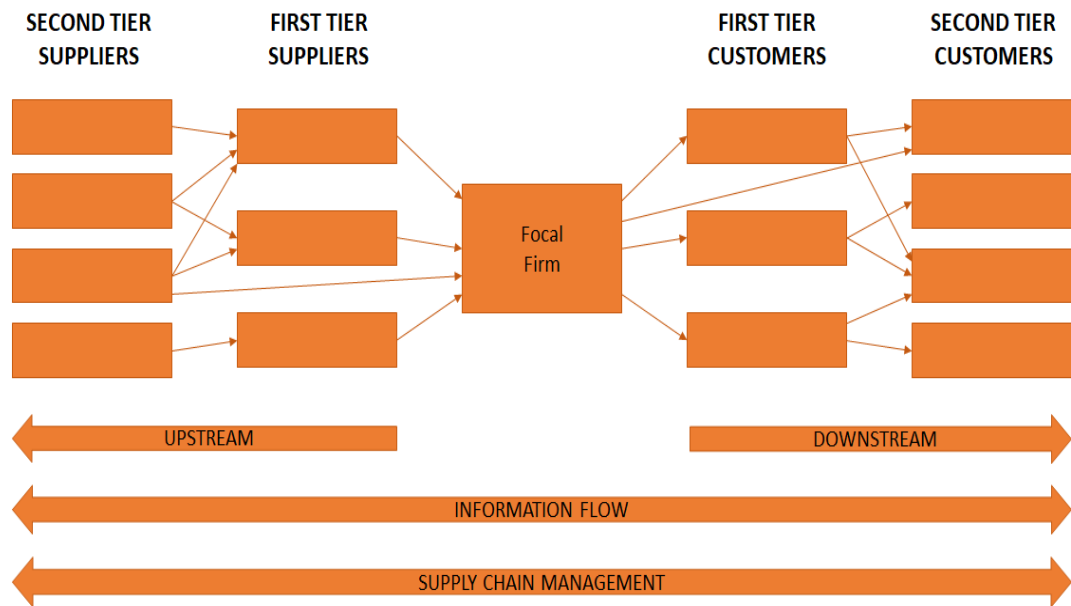 SECOND TIER
SUPPLIERS
FIRST TIER
SUPPLIERS
FIRST TIER
CUSTOMERS
SECOND TIER
CUSTOMERS
Focal
Firm
UPSTREAM
DOWNSTREAM
INFORMATION FLOW
SUPPLY CHAIN MANAGEMENT